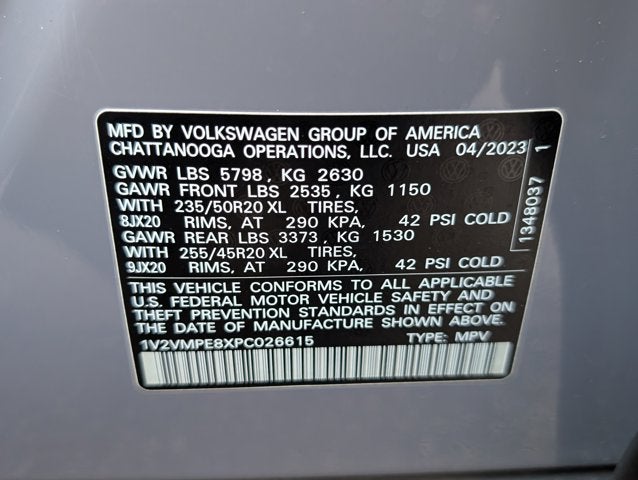 MFD BY VOLKSWAGEN GROUP OF AMERICA
CHATTANOOGA OPERATIONS, LLC. USA 04/2023
GVWR LBS 5798, KG 2630
GAWR FRONT LBS 2535, KG 1150
WITH 235/50R20 XL TIRES,
8JX20 RIMS, AT 290 KPA, 42 PSI COLD
GAWR REAR LBS 3373, KG 1530
WITH 255/45R20 XL TIRES,
9JX20 RIMS, AT 290 KPA, 42 PSI COLD
THIS VEHICLE CONFORMS TO ALL APPLICABLE
U.S. FEDERAL MOTOR VEHICLE SAFETY AND
THEFT PREVENTION STANDARDS IN EFFECT ON
THE DATE OF MANUFACTURE SHOWN ABOVE.
1V2VMPE8XPC026615 TYPE: MPV
1348037 1